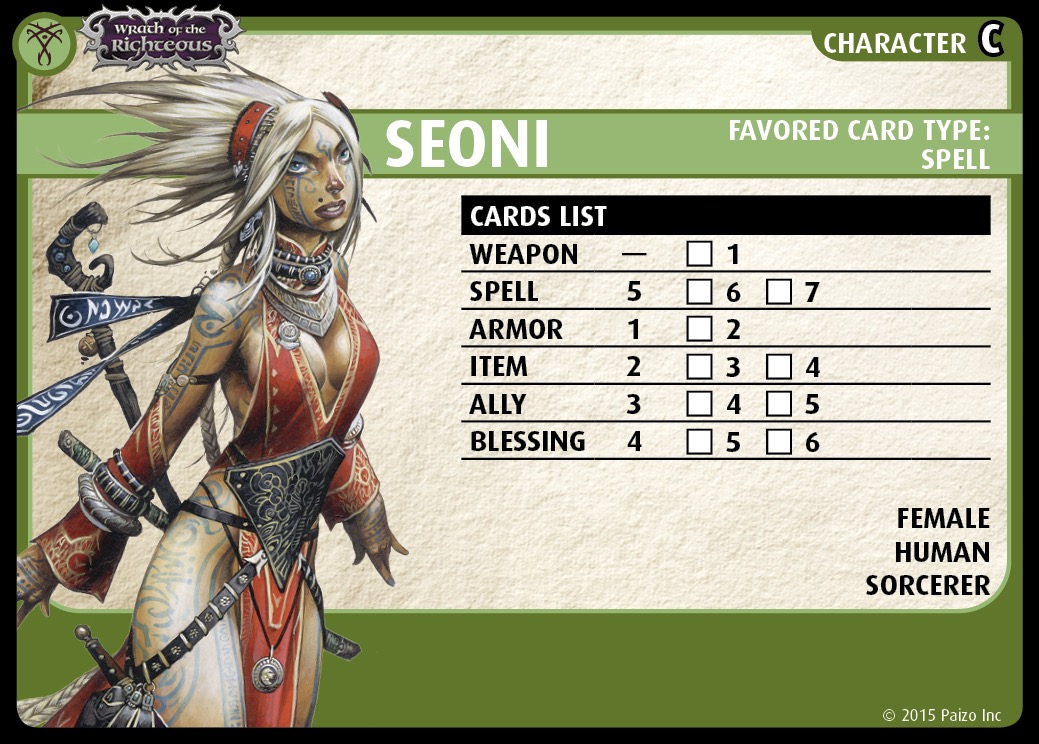 WRATH OF THE
RIGHTEOUS
CHARACTER C
SEONI
FAVORED CARD TYPE:
SPELL
CARDS LIST
WEAPON — 1
SPELL 5 6 7
ARMOR 1 2
ITEM 2 3 4
ALLY 3 4 5
BLESSING 4 5 6
FEMALE
HUMAN
SORCERER
© 2015 Paizo Inc